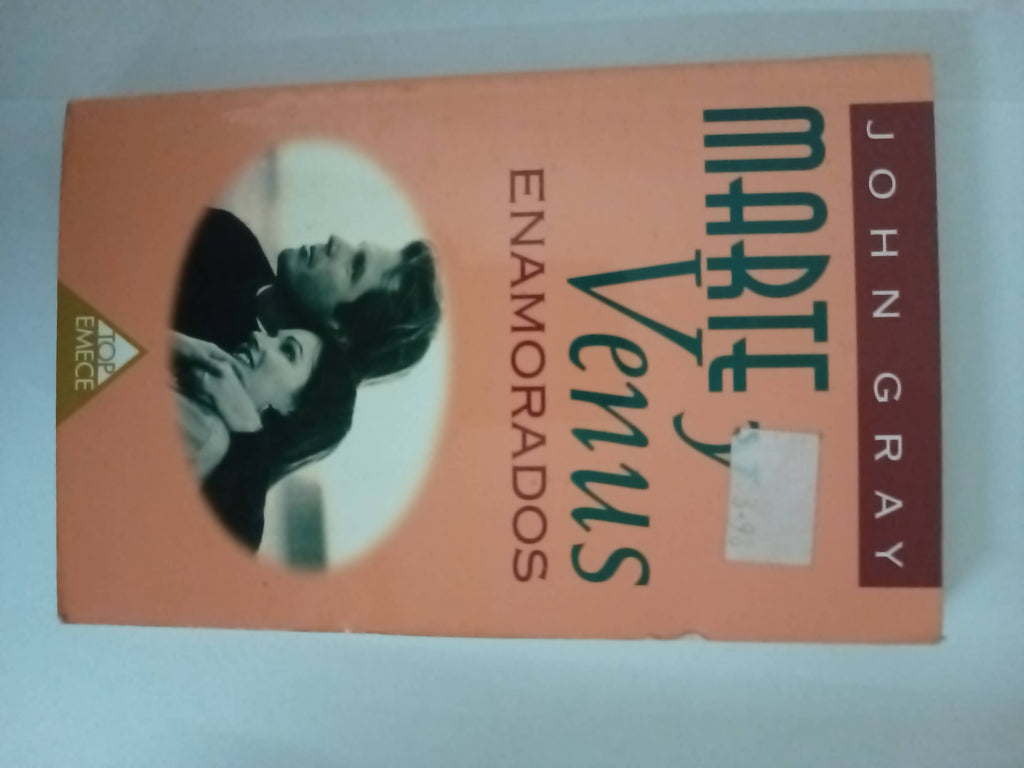 JOHN GRAY
MARTE y
Venus
ENAMORADOS
TOP
EMECE